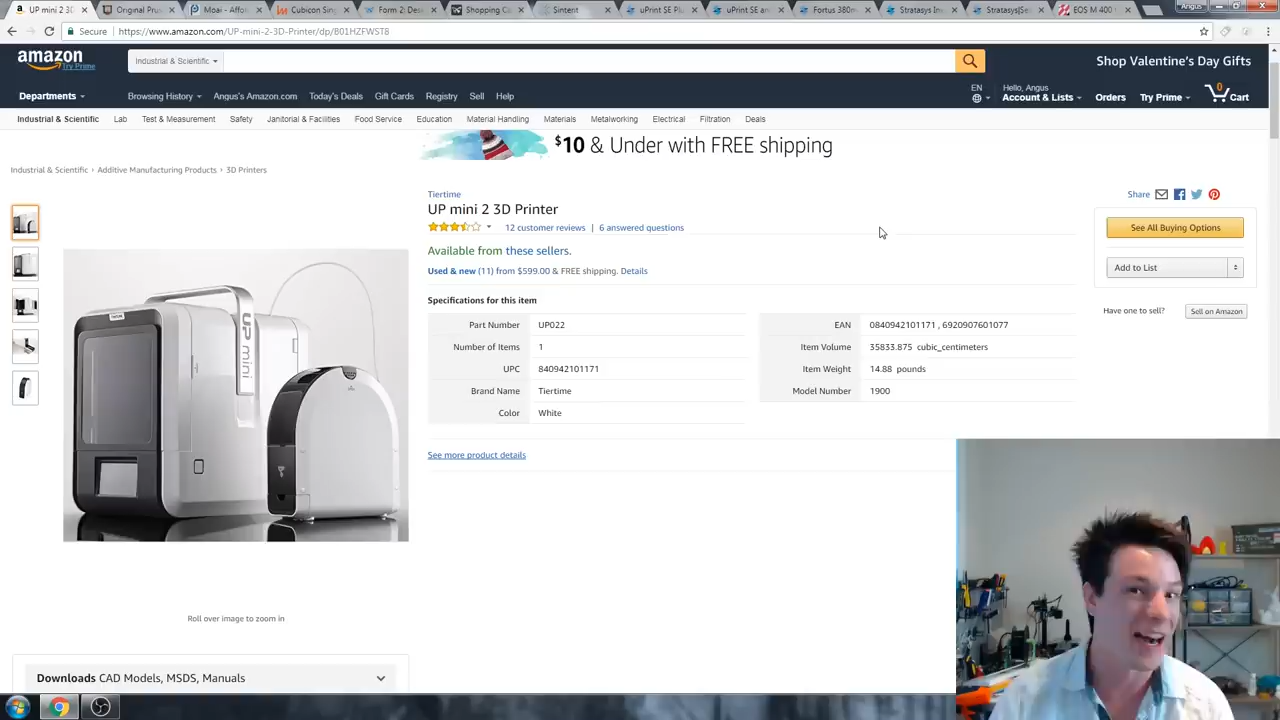 UP mini 2 3D
Original Prus
Moai - Affo
Cubicon Sing
Form 2: Des
Shopping C
Sintent
uPrint SE Pl
uPrint SE an
Fortus 380m
Stratasys Inv
Stratasys|Se
EOS M 400
Angus
Secure
https://www.amazon.com/UP-mini-2-3D-Printer/dp/B01HZFWST8
amazon
Try Prime
Industrial & Scientific
Shop Valentine's Day Gifts
Departments
Browsing History
Angus's Amazon.com
Today's Deals
Gift Cards
Registry
Sell
Help
EN
Hello, Angus
Account & Lists
Orders
Try Prime
0
Cart
Industrial & Scientific
Lab
Test & Measurement
Safety
Janitorial & Facilities
Food Service
Education
Material Handling
Materials
Metalworking
Electrical
Filtration
Deals
$10 & Under with FREE shipping
Industrial & Scientific › Additive Manufacturing Products › 3D Printers
Tiertime
UP mini 2 3D Printer
12 customer reviews | 6 answered questions
Available from these sellers.
Used & new (11) from $599.00 & FREE shipping. Details
Specifications for this item
Part Number UP022
Number of Items 1
UPC 840942101171
Brand Name Tiertime
Color White
EAN 0840942101171 , 6920907601077
Item Volume 35833.875 cubic_centimeters
Item Weight 14.88 pounds
Model Number 1900
See more product details
Share
See All Buying Options
Add to List
Have one to sell?
Sell on Amazon
UP mini
Roll over image to zoom in
Downloads CAD Models, MSDS, Manuals